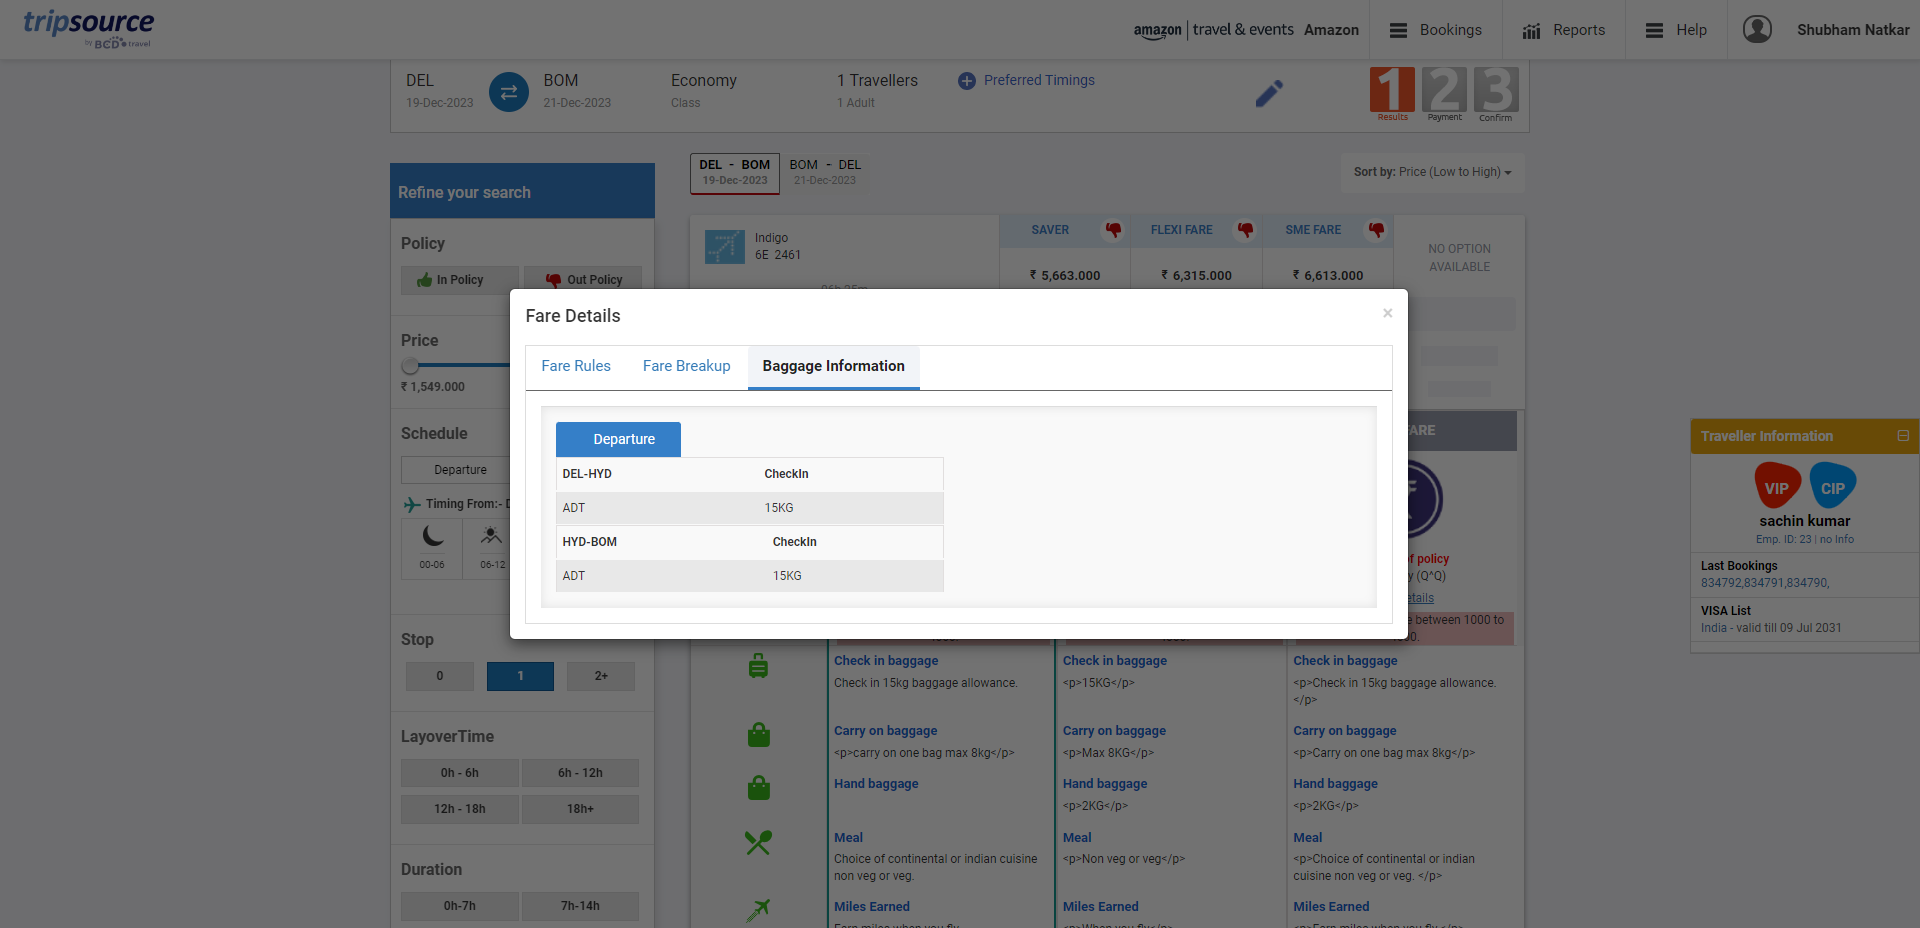 tripsource
by BCD travel
amazon | travel & events Amazon
Bookings
Reports
Help
Shubham Natkar
DEL
19-Dec-2023
BOM
21-Dec-2023
Economy
Class
1 Travellers
1 Adult
Preferred Timings
1 2 3
Results Payment Confirm
Refine your search
DEL - BOM
19-Dec-2023
BOM - DEL
21-Dec-2023
Sort by: Price (Low to High)
Policy
In Policy Out Policy
Indigo
6E 2461
SAVER FLEXI FARE SME FARE
₹ 5,663.000 ₹ 6,315.000 ₹ 6,613.000
NO OPTION
AVAILABLE
Price
₹ 1,549.000
Schedule
Departure
Timing From:- D
00-06 06-12
Fare Details
×
Fare Rules Fare Breakup Baggage Information
Departure
DEL-HYD CheckIn
ADT 15KG
HYD-BOM CheckIn
ADT 15KG
ARE
f policy
y (Q^Q)
etails
e between 1000 to
Traveller Information
VIP CIP
sachin kumar
Emp. ID: 23 | no Info
Last Bookings
834792,834791,834790,
VISA List
India - valid till 09 Jul 2031
Stop
0 1 2+
LayoverTime
0h - 6h 6h - 12h
12h - 18h 18h+
Duration
0h-7h 7h-14h
Check in baggage Check in baggage Check in baggage
Check in 15kg baggage allowance. <p>15KG</p> <p>Check in 15kg baggage allowance.
</p>
Carry on baggage Carry on baggage Carry on baggage
<p>carry on one bag max 8kg</p> <p>Max 8KG</p> <p>Carry on one bag max 8kg</p>
Hand baggage Hand baggage Hand baggage
<p>2KG</p> <p>2KG</p>
Meal Meal Meal
Choice of continental or indian cuisine <p>Non veg or veg</p> <p>Choice of continental or indian
non veg or veg. cuisine non veg or veg. </p>
Miles Earned Miles Earned Miles Earned